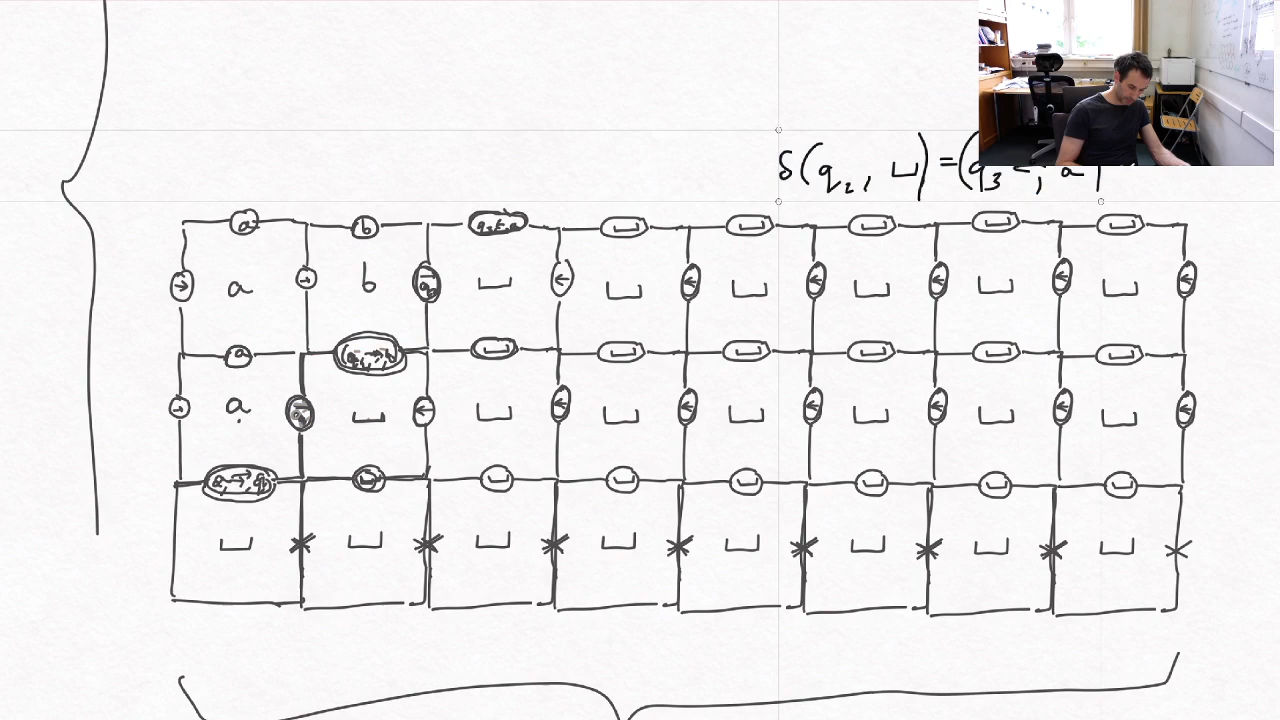 δ(q₂, ⊔) = (q₃
a b ⊔ ⊔ ⊔ ⊔ ⊔
→ a → b ⊔ ← ⊔ ← ⊔ ← ⊔ ← ⊔ ← ⊔ ←
a ⊔ ⊔ ⊔ ⊔ ⊔ ⊔
→ a ⊔ ← ⊔ ← ⊔ ← ⊔ ← ⊔ ← ⊔ ← ⊔ ←
⊔ ⊔ ⊔ ⊔ ⊔ ⊔ ⊔
⊔ ⊔ ⊔ ⊔ ⊔ ⊔ ⊔ ⊔